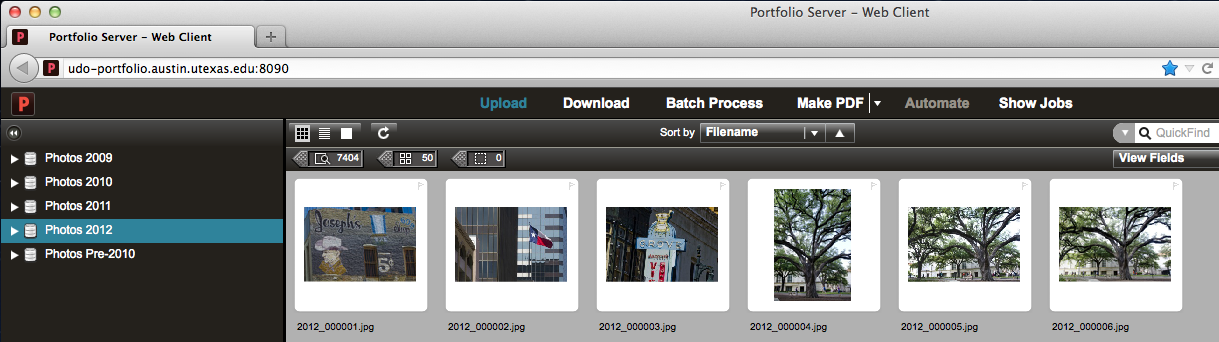 Portfolio Server – Web Client
P Portfolio Server – Web Client +
P udo-portfolio.austin.utexas.edu:8090
P Upload Download Batch Process Make PDF Automate Show Jobs
Sort by Filename QuickFind
7404 50 0 View Fields
Photos 2009
Photos 2010
Photos 2011
Photos 2012
Photos Pre-2010
Joseph's
5¢
2012_000001.jpg 2012_000002.jpg 2012_000003.jpg 2012_000004.jpg 2012_000005.jpg 2012_000006.jpg